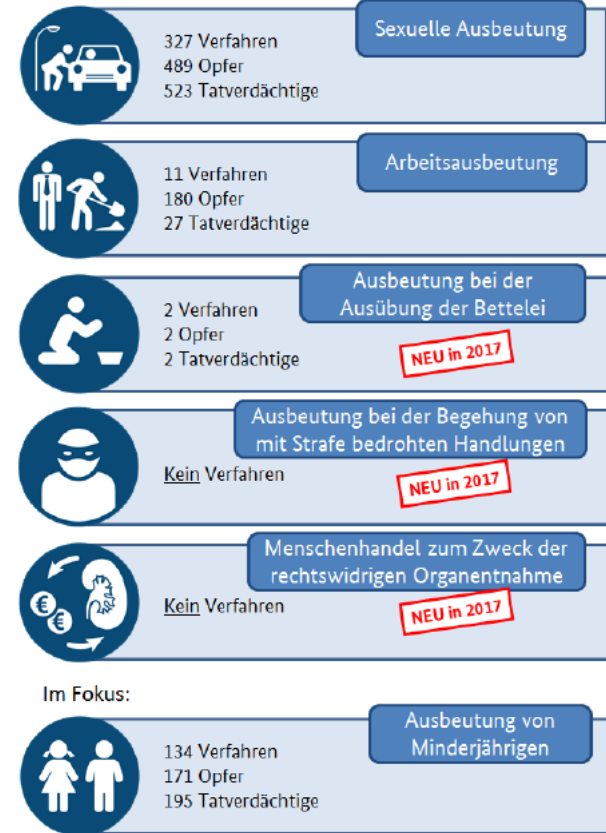 Sexuelle Ausbeutung
327 Verfahren
489 Opfer
523 Tatverdächtige
Arbeitsausbeutung
11 Verfahren
180 Opfer
27 Tatverdächtige
Ausbeutung bei der
Ausübung der Bettelei
2 Verfahren
2 Opfer
2 Tatverdächtige
NEU in 2017
Ausbeutung bei der Begehung von
mit Strafe bedrohten Handlungen
Kein Verfahren
NEU in 2017
Menschenhandel zum Zweck der
rechtswidrigen Organentnahme
€
€
Kein Verfahren
NEU in 2017
Im Fokus:
Ausbeutung von
Minderjährigen
134 Verfahren
171 Opfer
195 Tatverdächtige